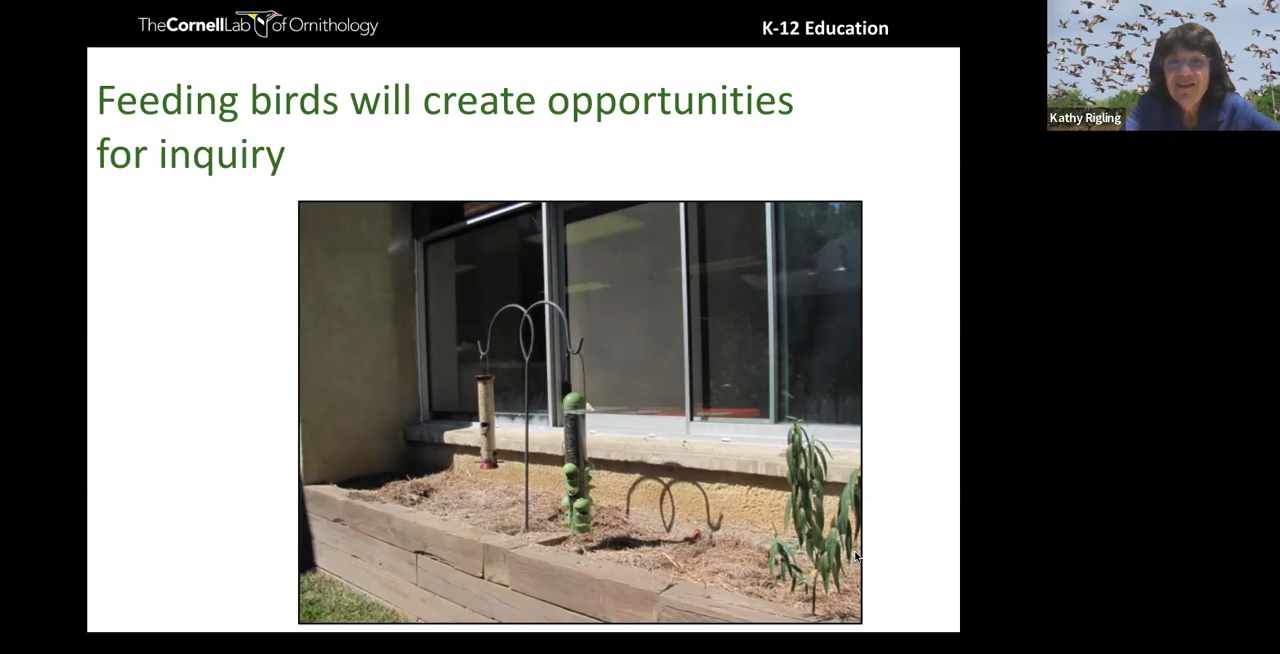 TheCornellLab of Ornithology
K-12 Education
Feeding birds will create opportunities
for inquiry
Kathy Rigling